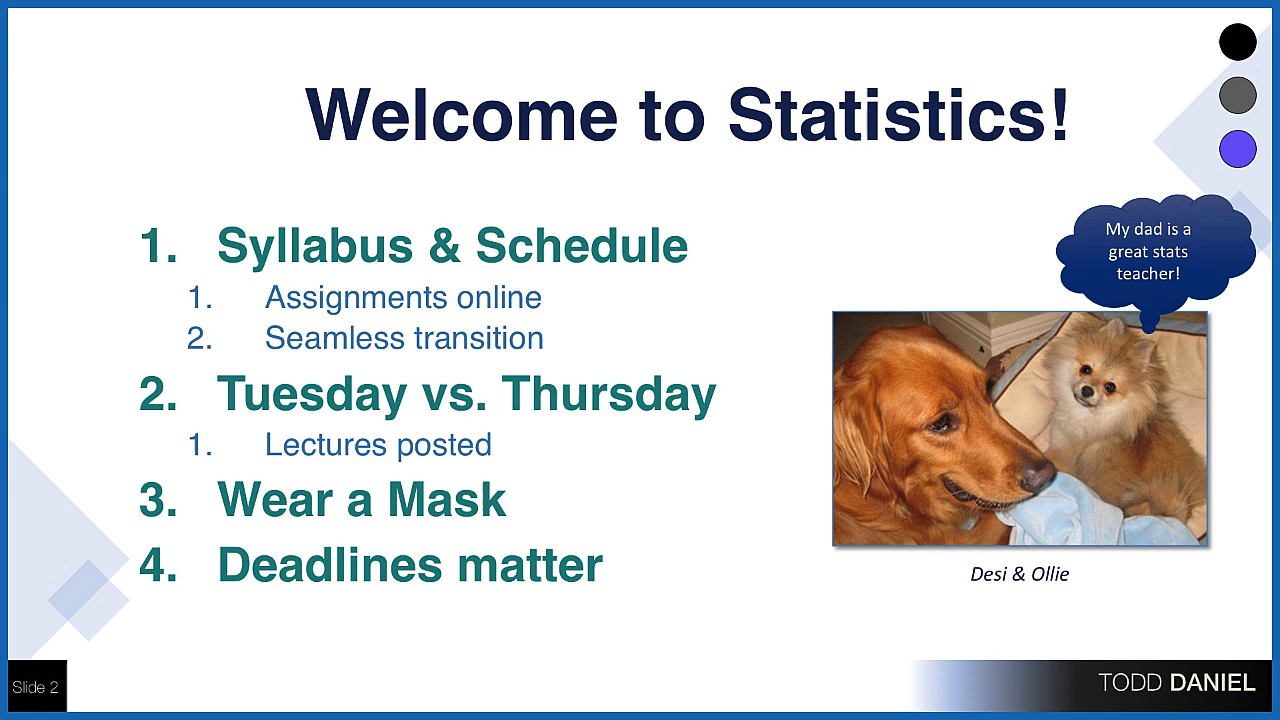 Welcome to Statistics!
1. Syllabus & Schedule
1. Assignments online
2. Seamless transition
2. Tuesday vs. Thursday
1. Lectures posted
3. Wear a Mask
4. Deadlines matter
My dad is a
great stats
teacher!
Desi & Ollie
Slide 2
TODD DANIEL